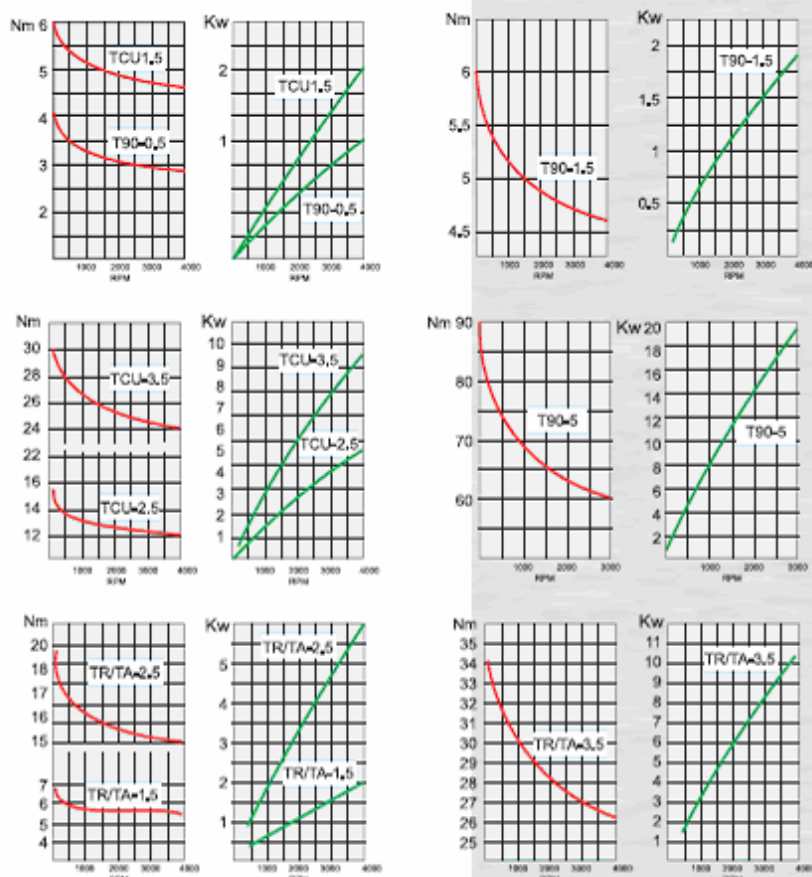 Nm 6
TCU1.5
5
4
T90=0.5
3
2
1000 2000 3000 4000
RPM
Kw
TCU1.5
2
1
T90-0.5
1000 2000 3000 4000
RPM
Nm
6
5.5
T90-1.5
5
4.5
1000 2000 3000 4000
RPM
Kw
2
T90-1.5
1.5
1
0.5
1000 2000 3000 4000
RPM
Nm
30
28
TCU=3.5
26
24
22
16
14
TCU=2.5
12
1000 2000 3000 4000
RPM
Kw
10
9
TCU=3.5
8
7
6
5
TCU-2.5
4
3
2
1
1000 2000 3000 4000
RPM
Nm 90
80
T90=5
70
60
1000 2000 3000
RPM
Kw 20
18
16
14
12
T90-5
10
8
6
4
2
1000 2000 3000
RPM
Nm
20
18
TR/TA=2.5
17
16
15
7
TR/TA=1.5
6
5
4
1000 2000 3000 4000
Kw
TR/TA=2.5
5
4
3
TR/TA=1.5
2
1
1000 2000 3000 4000
Nm
35
34
33
32
31
30
TR/TA=3.5
29
28
27
26
25
1000 2000 3000 4000
Kw
11
10
TR/TA=3.5
9
8
7
6
5
4
3
2
1
1000 2000 3000